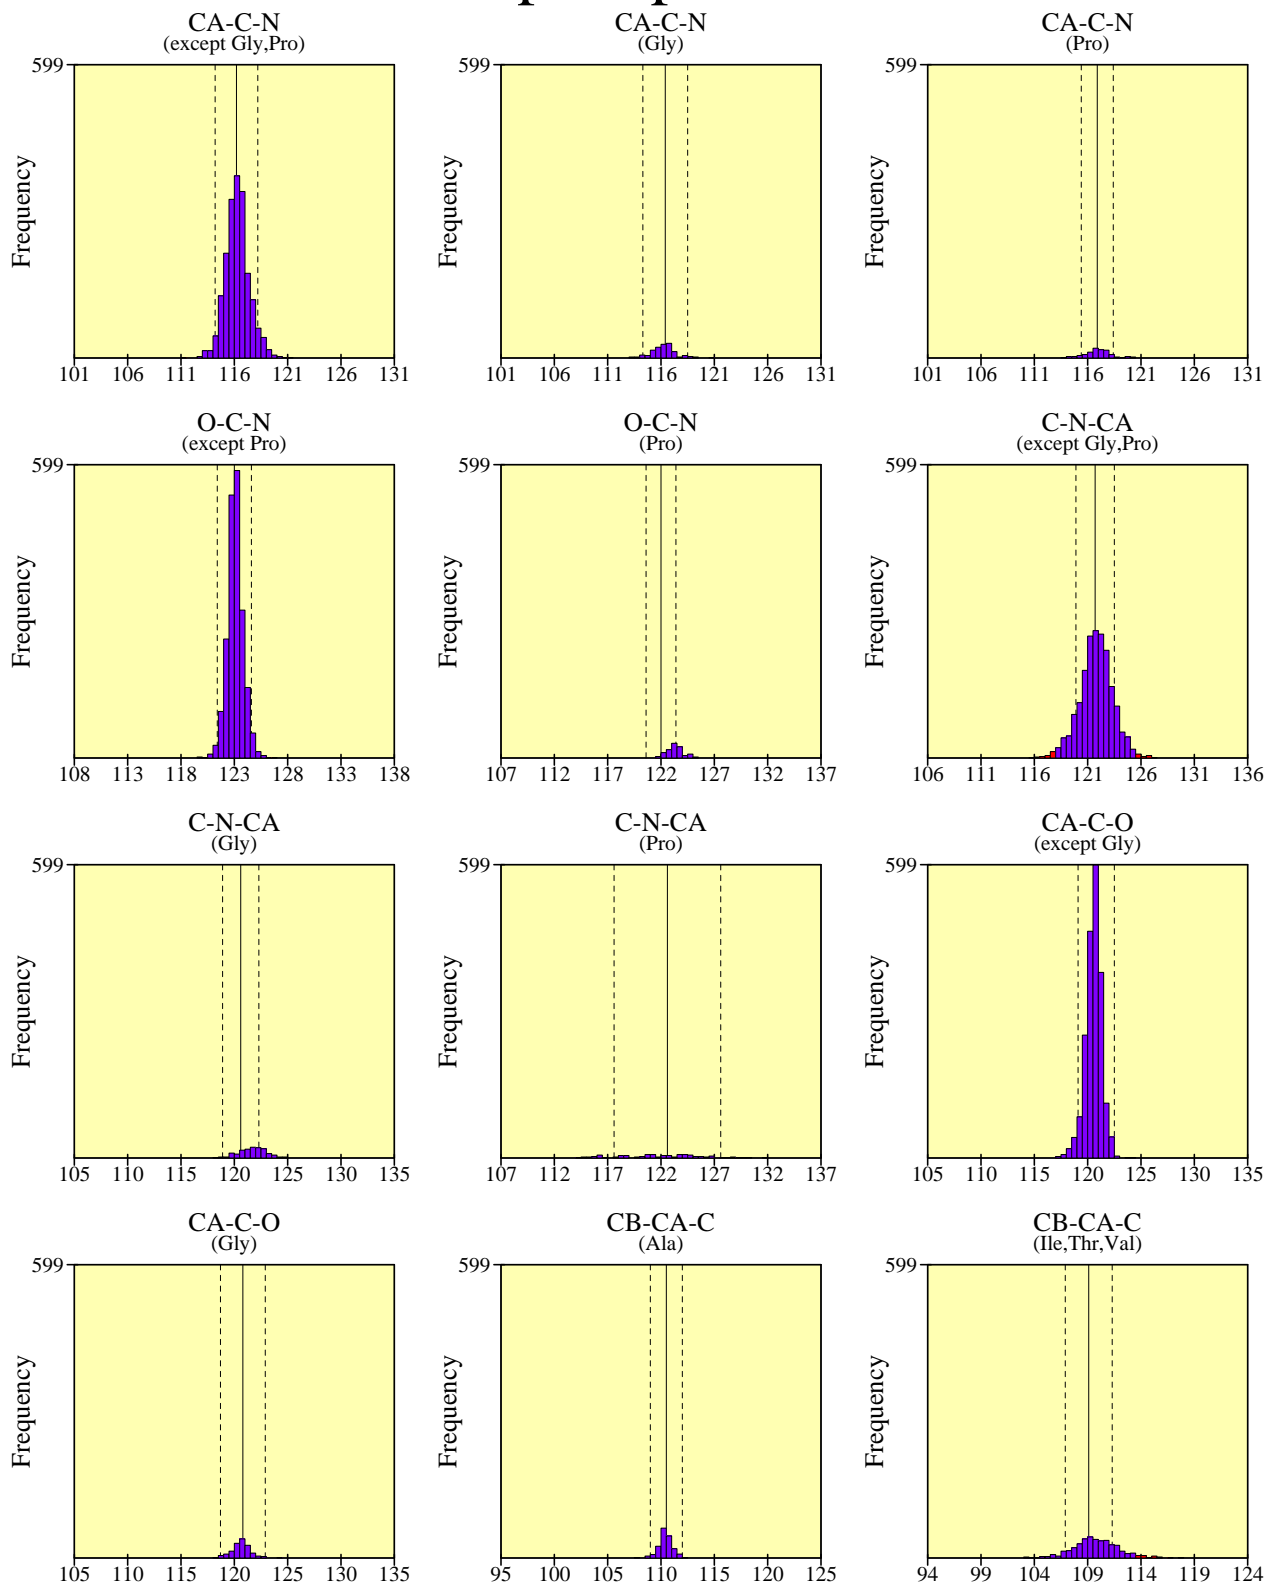 CA-C-N CA-C-N CA-C-N
(except Gly,Pro) (Gly) (Pro)
599 599 599
Frequency Frequency Frequency
101 106 111 116 121 126 131 101 106 111 116 121 126 131 101 106 111 116 121 126 131
O-C-N O-C-N C-N-CA
(except Pro) (Pro) (except Gly,Pro)
599 599 599
Frequency Frequency Frequency
108 113 118 123 128 133 138 107 112 117 122 127 132 137 106 111 116 121 126 131 136
C-N-CA C-N-CA CA-C-O
(Gly) (Pro) (except Gly)
599 599 599
Frequency Frequency Frequency
105 110 115 120 125 130 135 107 112 117 122 127 132 137 105 110 115 120 125 130 135
CA-C-O CB-CA-C CB-CA-C
(Gly) (Ala) (Ile,Thr,Val)
599 599 599
Frequency Frequency Frequency
105 110 115 120 125 130 135 95 100 105 110 115 120 125 94 99 104 109 114 119 124